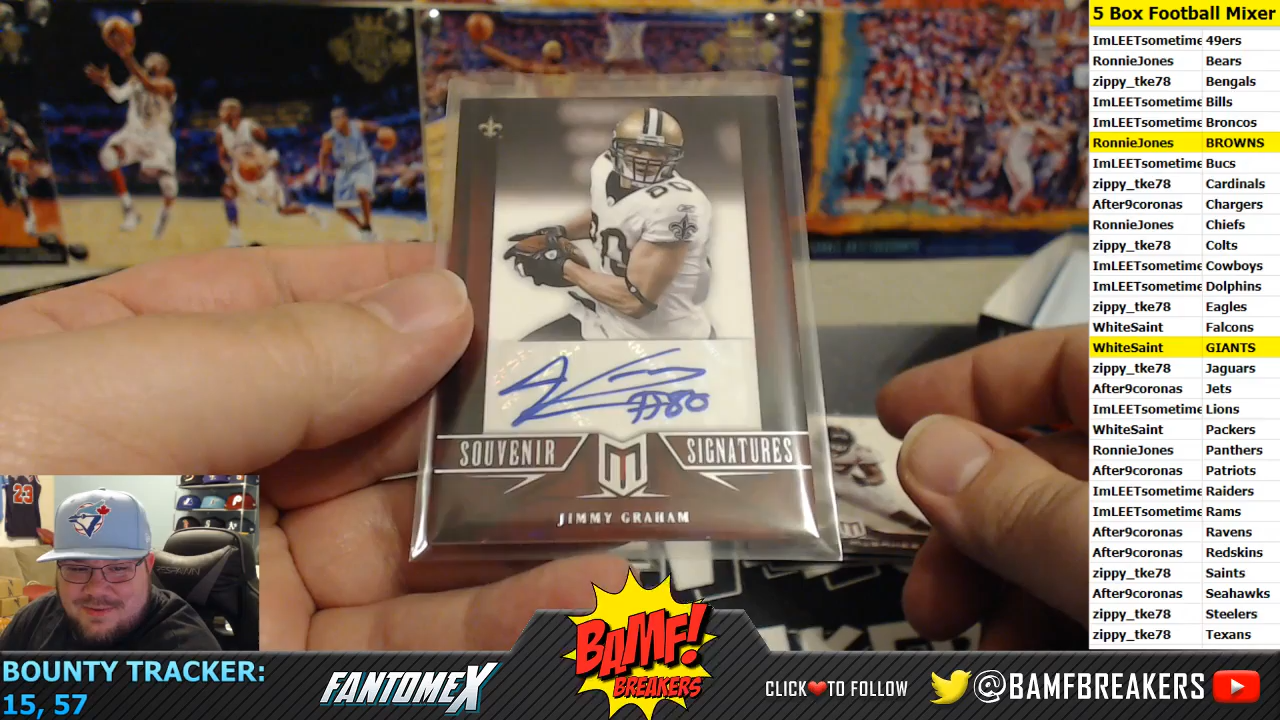 5 Box Football Mixer
ImLEETsometime 49ers
RonnieJones Bears
zippy_tke78 Bengals
ImLEETsometime Bills
ImLEETsometime Broncos
RonnieJones BROWNS
ImLEETsometime Bucs
zippy_tke78 Cardinals
After9coronas Chargers
RonnieJones Chiefs
zippy_tke78 Colts
ImLEETsometime Cowboys
ImLEETsometime Dolphins
zippy_tke78 Eagles
WhiteSaint Falcons
WhiteSaint GIANTS
zippy_tke78 Jaguars
After9coronas Jets
ImLEETsometime Lions
WhiteSaint Packers
RonnieJones Panthers
After9coronas Patriots
ImLEETsometime Raiders
ImLEETsometime Rams
After9coronas Ravens
After9coronas Redskins
zippy_tke78 Saints
After9coronas Seahawks
zippy_tke78 Steelers
zippy_tke78 Texans
80
#80
SOUVENIR SIGNATURES
M
JIMMY GRAHAM
23
BOUNTY TRACKER:
15, 57
FANTOMEX
BAMF!
BREAKERS
CLICK❤TO FOLLOW
@BAMFBREAKERS